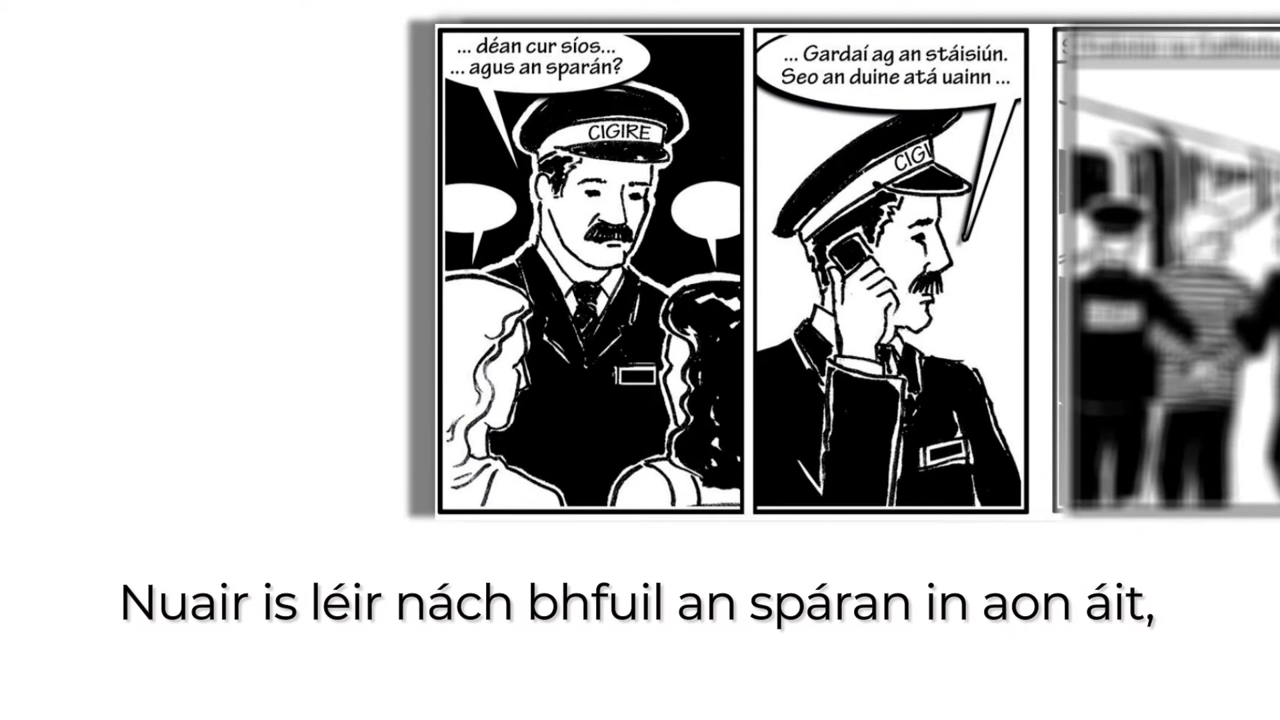 ... déan cur síos...
... agus an sparán?
CIGIRE
... Gardaí ag an stáisiún.
Seo an duine atá uainn ...
CIGI
Nuair is léir nách bhfuil an spáran in aon áit,